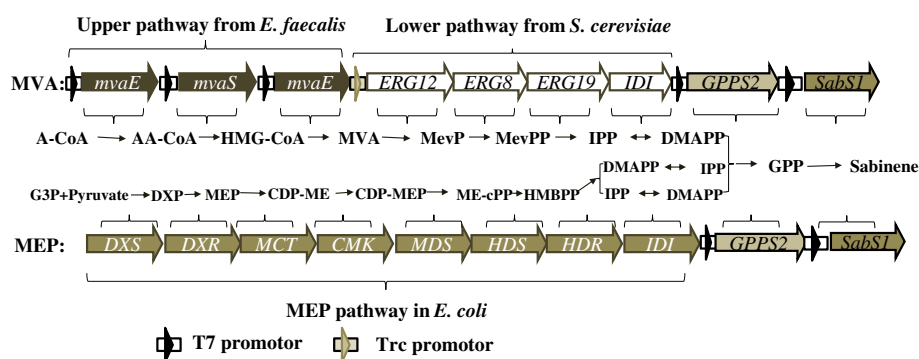 Upper pathway from E. faecalis Lower pathway from S. cerevisiae
MVA: mvaE mvaS mvaE ERG12 ERG8 ERG19 IDI GPPS2 SabS1
A-CoA AA-CoA HMG-CoA MVA MevP MevPP IPP DMAPP
DMAPP IPP GPP Sabinene
G3P+Pyruvate DXP MEP CDP-ME CDP-MEP ME-cPP HMBPP IPP DMAPP
MEP: DXS DXR MCT CMK MDS HDS HDR IDI GPPS2 SabS1
MEP pathway in E. coli
T7 promotor Trc promotor